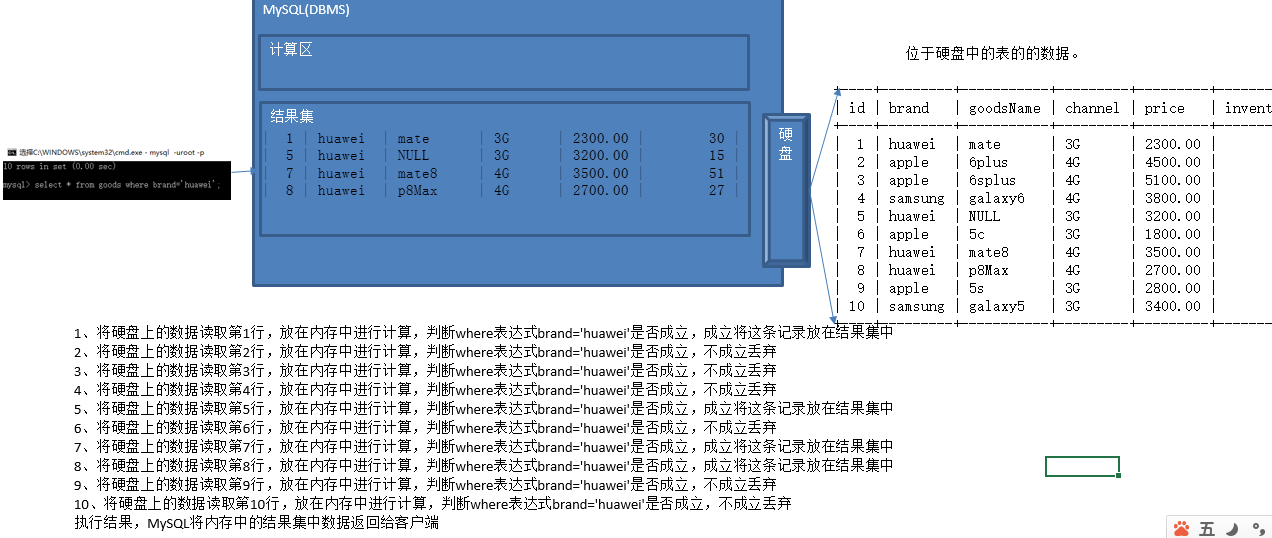 MySQL(DBMS)
计算区
结果集
| 1 | huawei | mate | 3G | 2300.00 | 30 |
| 5 | huawei | NULL | 3G | 3200.00 | 15 |
| 7 | huawei | mate8 | 4G | 3500.00 | 51 |
| 8 | huawei | p8Max | 4G | 2700.00 | 27 |
硬盘
选择C:\WINDOWS\system32\cmd.exe - mysql -uroot -p
10 rows in set (0.00 sec)
mysql> select * from goods where brand='huawei';
位于硬盘中的表的的数据。
| id | brand | goodsName | channel | price | invent
| 1 | huawei | mate | 3G | 2300.00 |
| 2 | apple | 6plus | 4G | 4500.00 |
| 3 | apple | 6splus | 4G | 5100.00 |
| 4 | samsung | galaxy6 | 4G | 3800.00 |
| 5 | huawei | NULL | 3G | 3200.00 |
| 6 | apple | 5c | 3G | 1800.00 |
| 7 | huawei | mate8 | 4G | 3500.00 |
| 8 | huawei | p8Max | 4G | 2700.00 |
| 9 | apple | 5s | 3G | 2800.00 |
| 10 | samsung | galaxy5 | 3G | 3400.00 |
1、将硬盘上的数据读取第1行，放在内存中进行计算，判断where表达式brand='huawei'是否成立，成立将这条记录放在结果集中
2、将硬盘上的数据读取第2行，放在内存中进行计算，判断where表达式brand='huawei'是否成立，不成立丢弃
3、将硬盘上的数据读取第3行，放在内存中进行计算，判断where表达式brand='huawei'是否成立，不成立丢弃
4、将硬盘上的数据读取第4行，放在内存中进行计算，判断where表达式brand='huawei'是否成立，不成立丢弃
5、将硬盘上的数据读取第5行，放在内存中进行计算，判断where表达式brand='huawei'是否成立，成立将这条记录放在结果集中
6、将硬盘上的数据读取第6行，放在内存中进行计算，判断where表达式brand='huawei'是否成立，不成立丢弃
7、将硬盘上的数据读取第7行，放在内存中进行计算，判断where表达式brand='huawei'是否成立，成立将这条记录放在结果集中
8、将硬盘上的数据读取第8行，放在内存中进行计算，判断where表达式brand='huawei'是否成立，成立将这条记录放在结果集中
9、将硬盘上的数据读取第9行，放在内存中进行计算，判断where表达式brand='huawei'是否成立，不成立丢弃
10、将硬盘上的数据读取第10行，放在内存中进行计算，判断where表达式brand='huawei'是否成立，不成立丢弃
执行结果，MySQL将内存中的结果集中数据返回给客户端
五